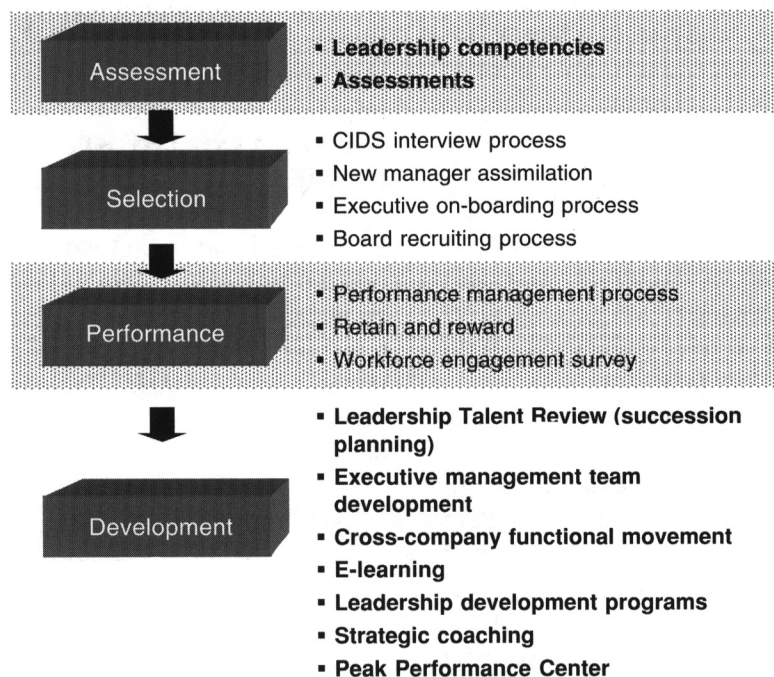 Assessment
▪ Leadership competencies
▪ Assessments
Selection
▪ CIDS interview process
▪ New manager assimilation
▪ Executive on-boarding process
▪ Board recruiting process
Performance
▪ Performance management process
▪ Retain and reward
▪ Workforce engagement survey
Development
▪ Leadership Talent Review (succession
planning)
▪ Executive management team
development
▪ Cross-company functional movement
▪ E-learning
▪ Leadership development programs
▪ Strategic coaching
▪ Peak Performance Center